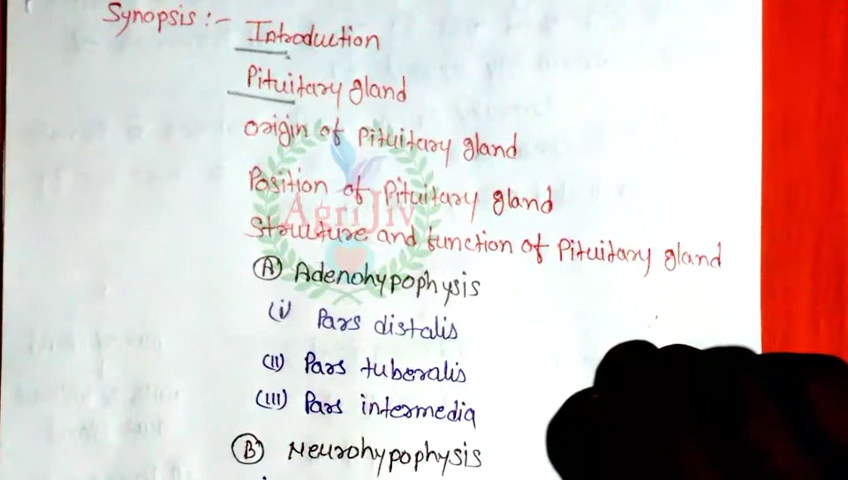 Synopsis :-
Introduction
Pituitary gland
Origin of Pituitary gland
Position of Pituitary gland
AgriJiv
Structure and function of Pituitary gland
(A) Adenohypophysis
(i) Pars distalis
(II) Pars tuberalis
(III) Pars intermedia
(B) Neurohypophysis